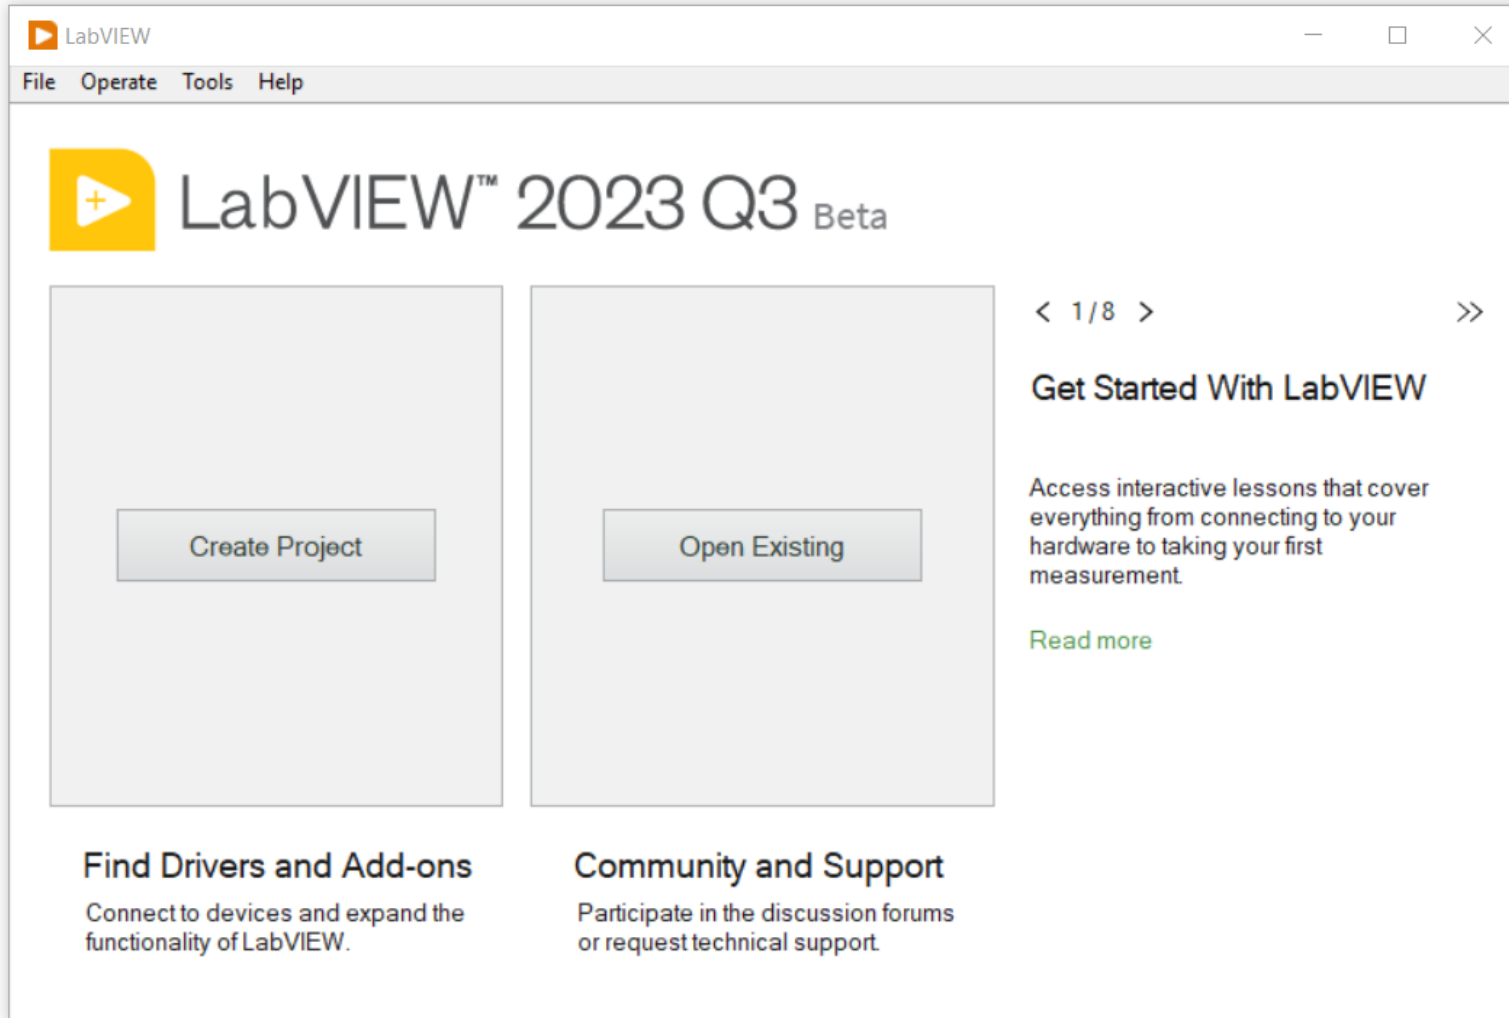 LabVIEW
File Operate Tools Help
LabVIEW™ 2023 Q3 Beta
Create Project
Open Existing
< 1/8 > >>
Get Started With LabVIEW
Access interactive lessons that cover
everything from connecting to your
hardware to taking your first
measurement.
Read more
Find Drivers and Add-ons
Connect to devices and expand the
functionality of LabVIEW.
Community and Support
Participate in the discussion forums
or request technical support.